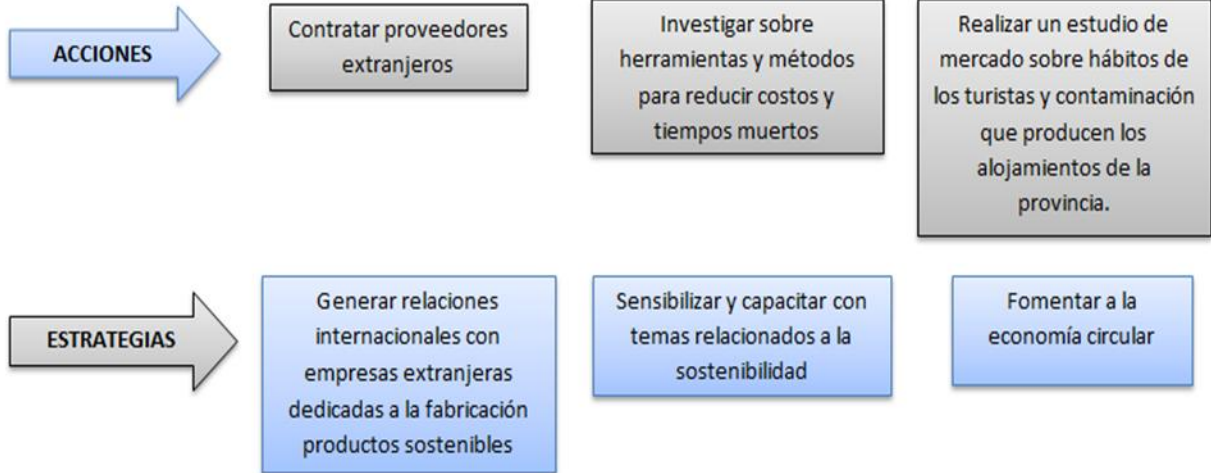 ACCIONES
Contratar proveedores
extranjeros
Investigar sobre
herramientas y métodos
para reducir costos y
tiempos muertos
Realizar un estudio de
mercado sobre hábitos de
los turistas y contaminación
que producen los
alojamientos de la
provincia.
ESTRATEGIAS
Generar relaciones
internacionales con
empresas extranjeras
dedicadas a la fabricación
productos sostenibles
Sensibilizar y capacitar con
temas relacionados a la
sostenibilidad
Fomentar a la
economía circular